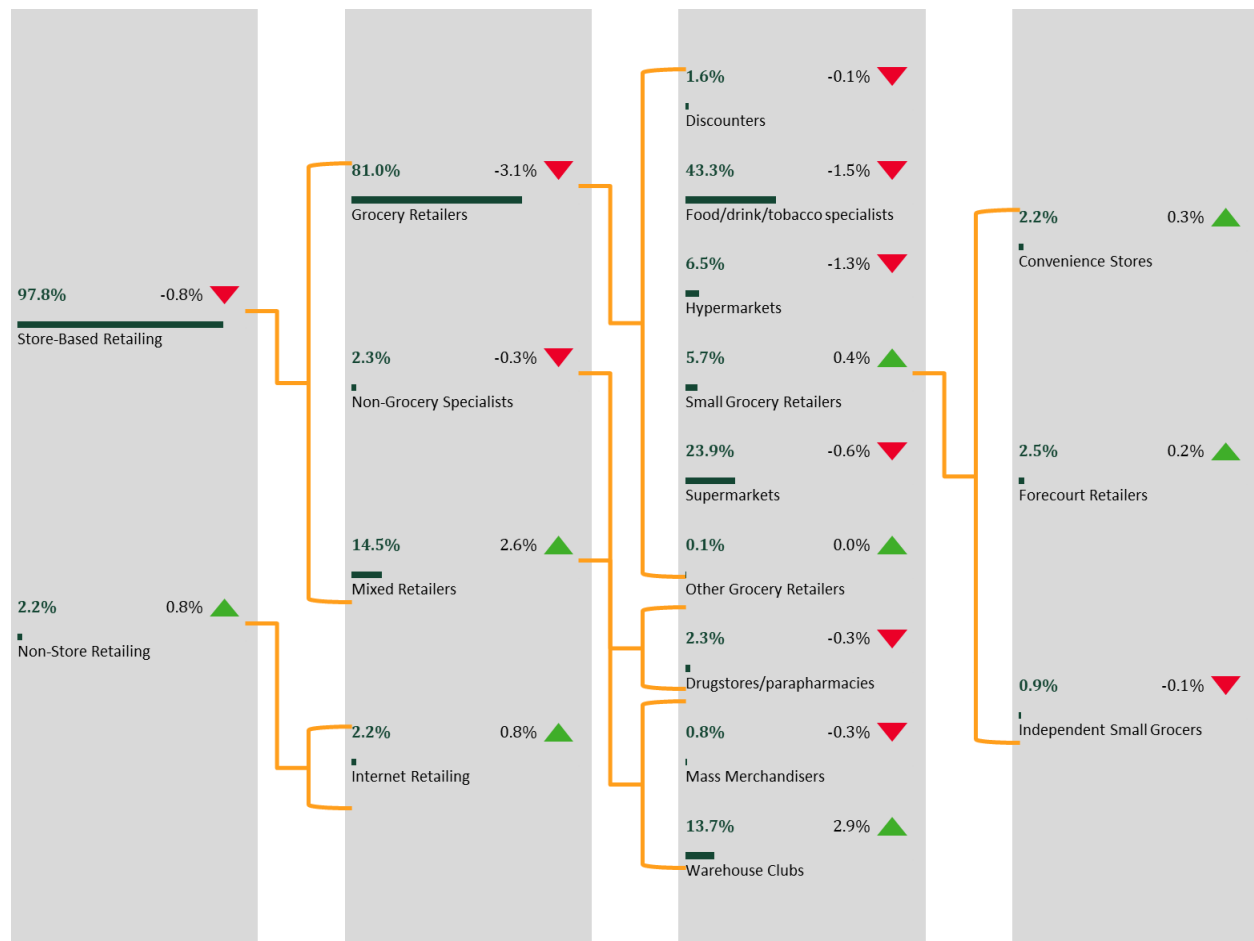 97.8% -0.8%
Store-Based Retailing
2.2% 0.8%
Non-Store Retailing
81.0% -3.1%
Grocery Retailers
2.3% -0.3%
Non-Grocery Specialists
14.5% 2.6%
Mixed Retailers
2.2% 0.8%
Internet Retailing
1.6% -0.1%
Discounters
43.3% -1.5%
Food/drink/tobacco specialists
6.5% -1.3%
Hypermarkets
5.7% 0.4%
Small Grocery Retailers
23.9% -0.6%
Supermarkets
0.1% 0.0%
Other Grocery Retailers
2.3% -0.3%
Drugstores/parapharmacies
0.8% -0.3%
Mass Merchandisers
13.7% 2.9%
Warehouse Clubs
2.2% 0.3%
Convenience Stores
2.5% 0.2%
Forecourt Retailers
0.9% -0.1%
Independent Small Grocers